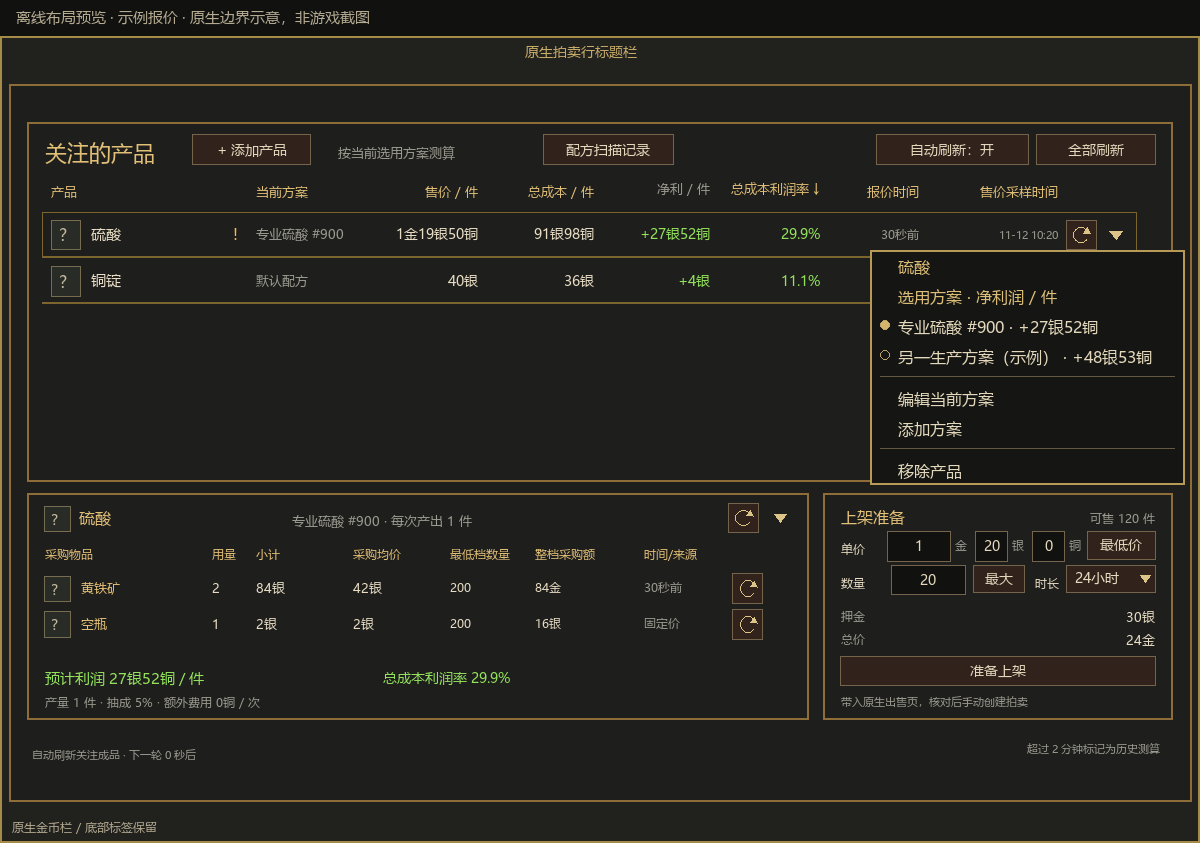 离线布局预览 · 示例报价 · 原生边界示意，非游戏截图
原生拍卖行标题栏
关注的产品 + 添加产品 按当前选用方案测算 配方扫描记录 自动刷新：开 全部刷新
产品 当前方案 售价 / 件 总成本 / 件 净利 / 件 总成本利润率↓ 报价时间 售价采样时间
? 硫酸 ! 专业硫酸 #900 1金19银50铜 91银98铜 +27银52铜 29.9% 30秒前 11-12 10:20
? 铜锭 默认配方 40银 36银 +4银 11.1%
硫酸
选用方案 · 净利润 / 件
专业硫酸 #900 · +27银52铜
另一生产方案（示例） · +48银53铜
编辑当前方案
添加方案
移除产品
? 硫酸 专业硫酸 #900 · 每次产出 1 件
采购物品 用量 小计 采购均价 最低档数量 整档采购额 时间/来源
? 黄铁矿 2 84银 42银 200 84金 30秒前
? 空瓶 1 2银 2银 200 16银 固定价
预计利润 27银52铜 / 件 总成本利润率 29.9%
产量 1 件 · 抽成 5% · 额外费用 0铜 / 次
上架准备 可售 120 件
单价 1 金 20 银 0 铜 最低价
数量 20 最大 时长 24小时
押金 30银
总价 24金
准备上架
带入原生出售页，核对后手动创建拍卖
自动刷新关注成品 · 下一轮 0 秒后
超过 2 分钟标记为历史测算
原生金币栏 / 底部标签保留